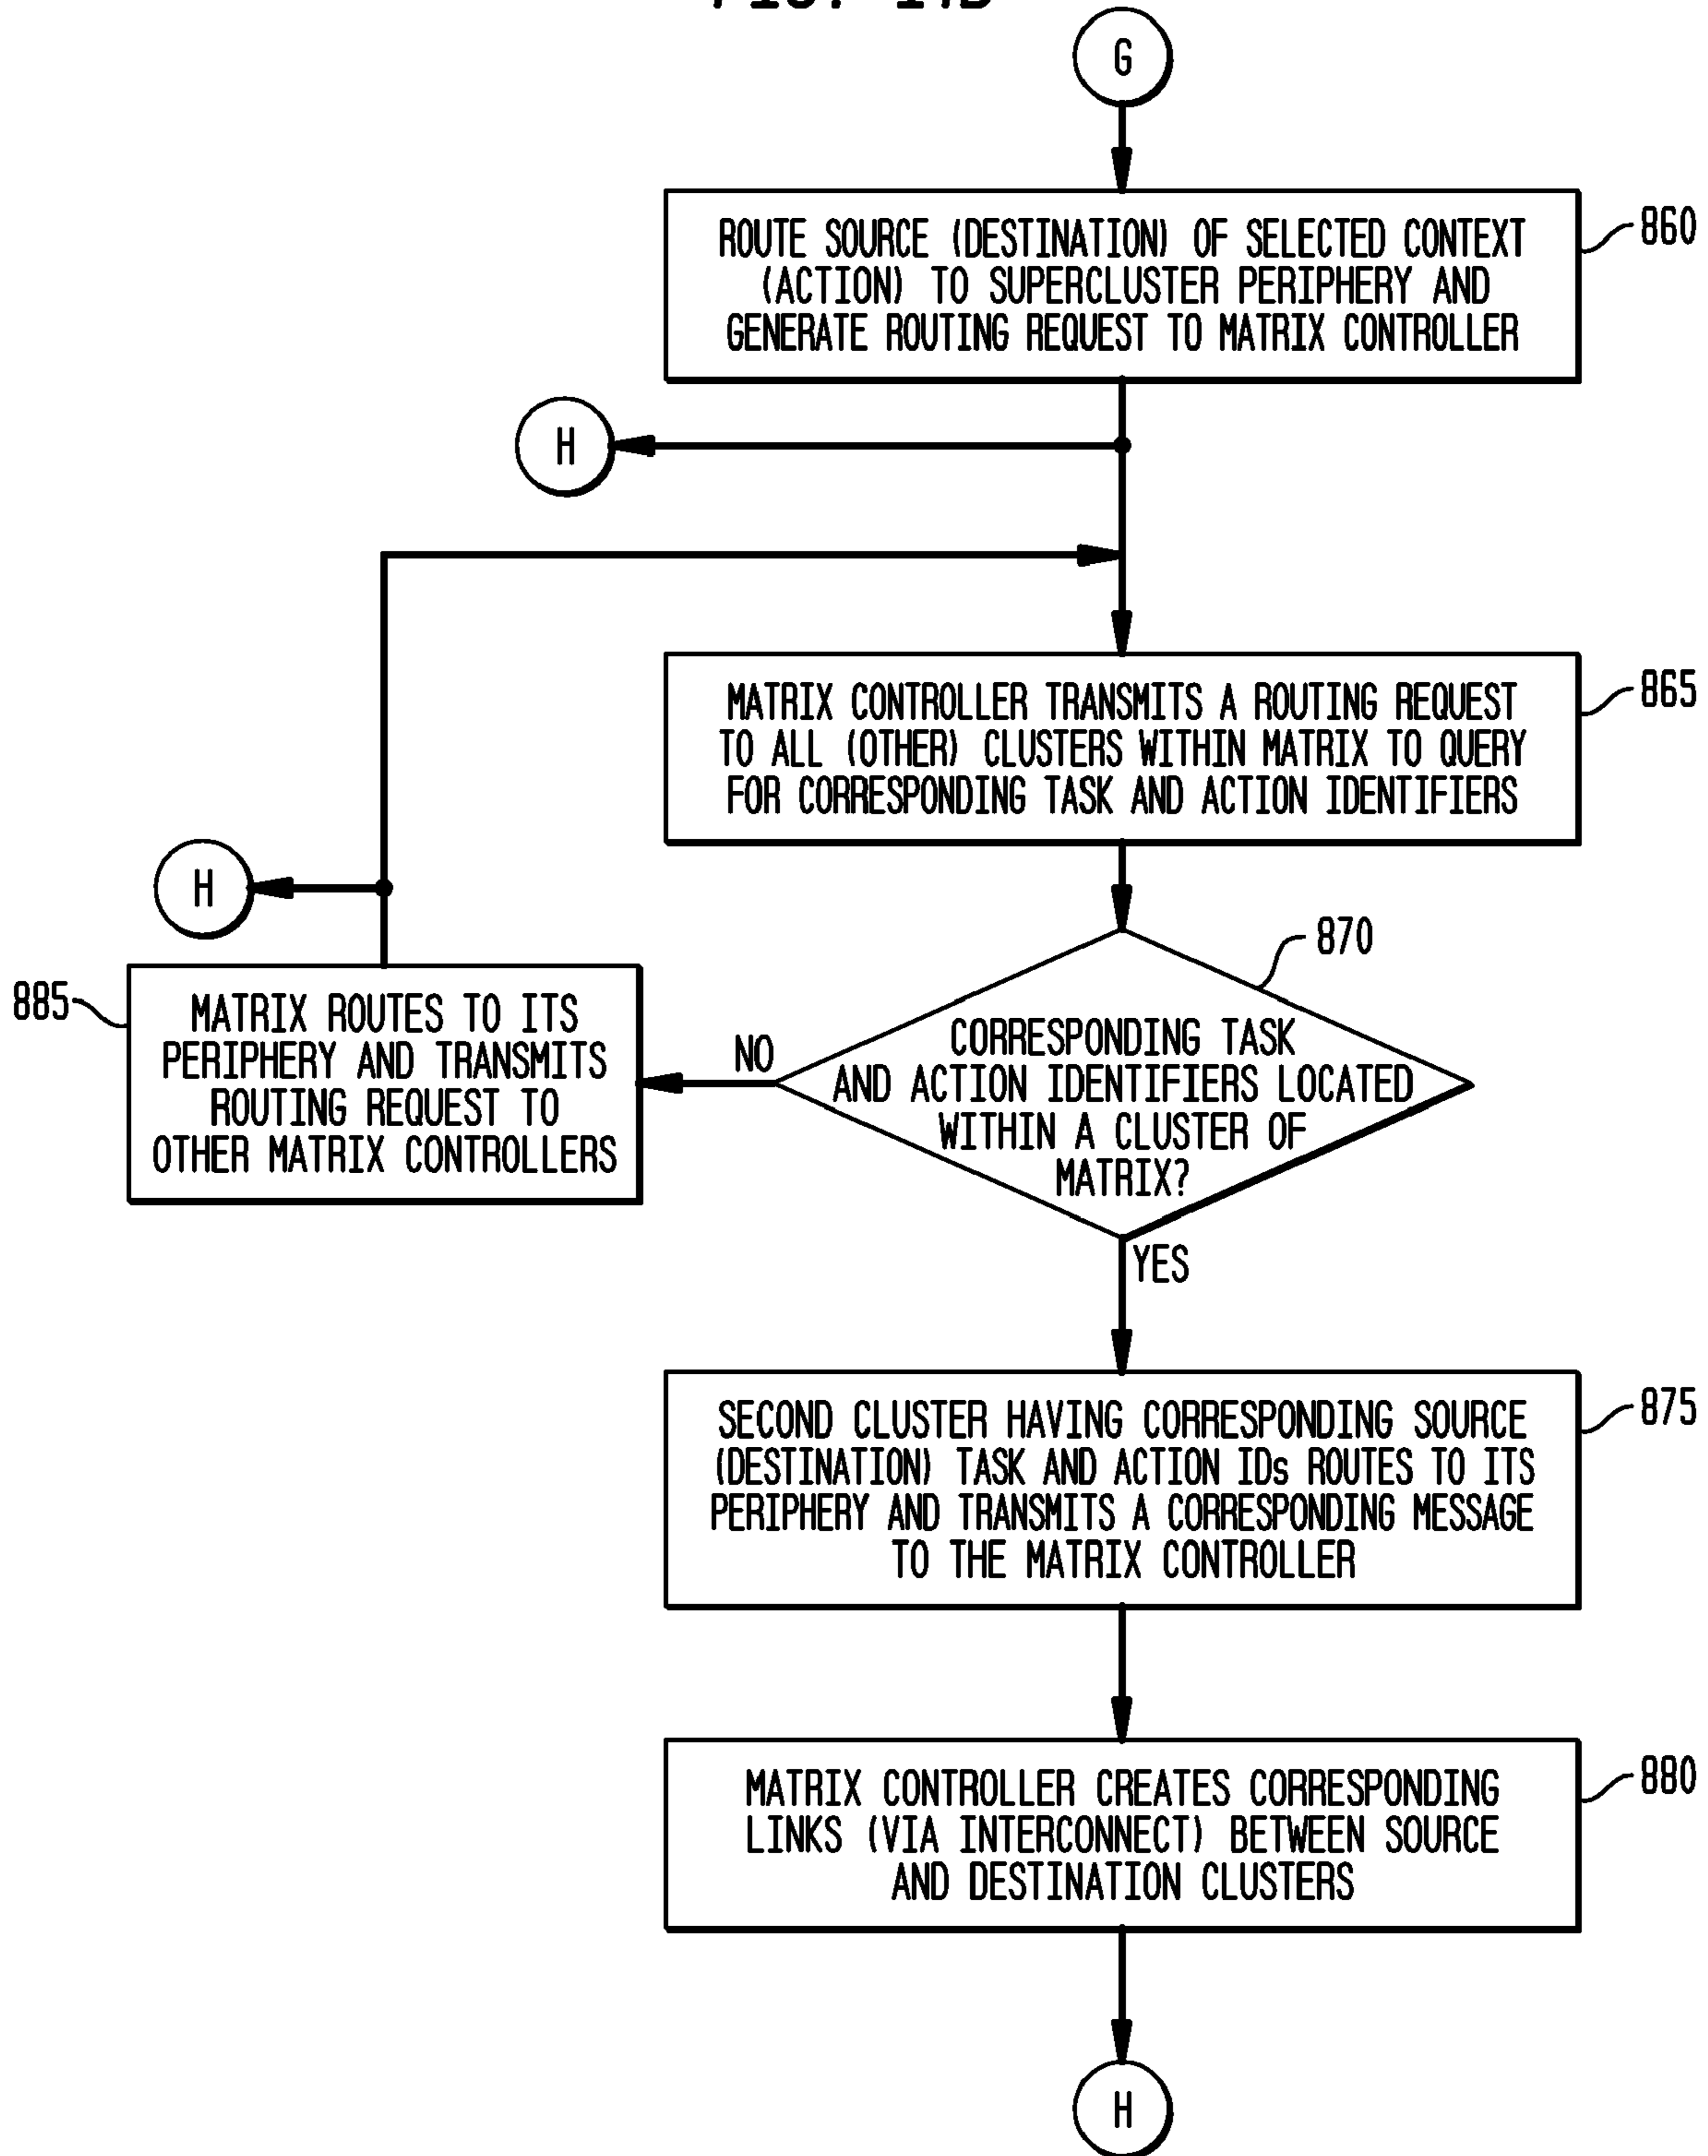 G
ROUTE SOURCE (DESTINATION) OF SELECTED CONTEXT
(ACTION) TO SUPERCLUSTER PERIPHERY AND
GENERATE ROUTING REQUEST TO MATRIX CONTROLLER
860
H
MATRIX CONTROLLER TRANSMITS A ROUTING REQUEST
TO ALL (OTHER) CLUSTERS WITHIN MATRIX TO QUERY
FOR CORRESPONDING TASK AND ACTION IDENTIFIERS
865
H
885
MATRIX ROUTES TO ITS
PERIPHERY AND TRANSMITS
ROUTING REQUEST TO
OTHER MATRIX CONTROLLERS
NO
870
CORRESPONDING TASK
AND ACTION IDENTIFIERS LOCATED
WITHIN A CLUSTER OF
MATRIX?
YES
SECOND CLUSTER HAVING CORRESPONDING SOURCE
(DESTINATION) TASK AND ACTION IDs ROUTES TO ITS
PERIPHERY AND TRANSMITS A CORRESPONDING MESSAGE
TO THE MATRIX CONTROLLER
875
MATRIX CONTROLLER CREATES CORRESPONDING
LINKS (VIA INTERCONNECT) BETWEEN SOURCE
AND DESTINATION CLUSTERS
880
H